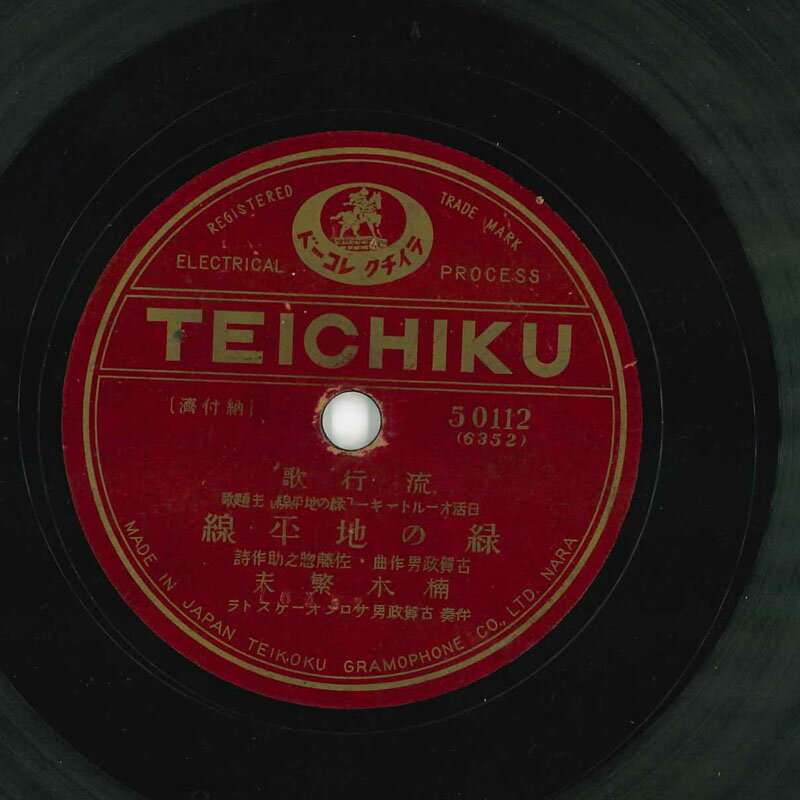 REGISTERED TRADE MARK
テイチクレコード
ELECTRICAL PROCESS
TEICHIKU
[納付濟]
50112
(6352)
流行歌
日活オールトーキー「緑の地平線」主題歌
緑の地平線
古賀政男作曲・佐藤惣之助作詩
楠木繁夫
伴奏 古賀政男サロンオーケストラ
MADE IN JAPAN TEIKOKU GRAMOPHONE CO., LTD. NARA